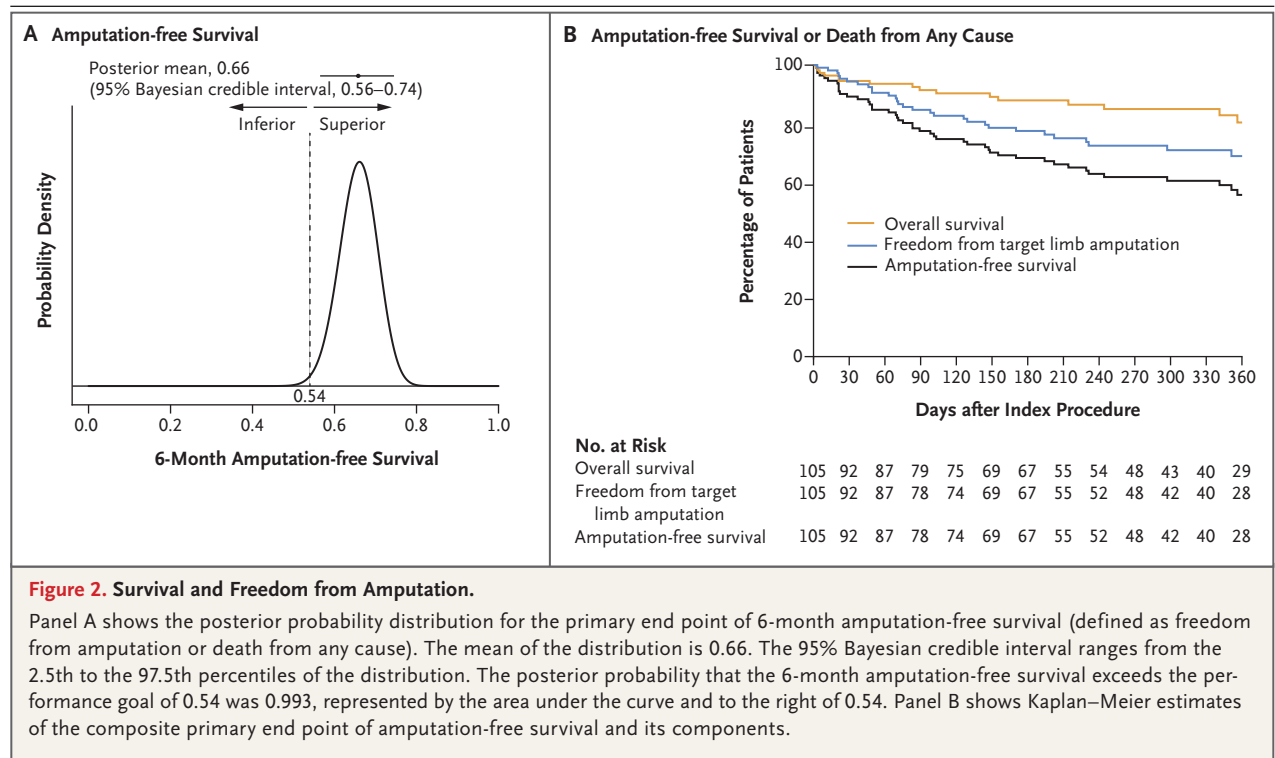 A Amputation-free Survival
Posterior mean, 0.66
(95% Bayesian credible interval, 0.56–0.74)
Inferior Superior
Probability Density
0.54
0.0 0.2 0.4 0.6 0.8 1.0
6-Month Amputation-free Survival
B Amputation-free Survival or Death from Any Cause
Percentage of Patients
100
80
60
40
20
0
Overall survival
Freedom from target limb amputation
Amputation-free survival
0 30 60 90 120 150 180 210 240 270 300 330 360
Days after Index Procedure
No. at Risk
Overall survival 105 92 87 79 75 69 67 55 54 48 43 40 29
Freedom from target 105 92 87 78 74 69 67 55 52 48 42 40 28
limb amputation
Amputation-free survival 105 92 87 78 74 69 67 55 52 48 42 40 28
Figure 2. Survival and Freedom from Amputation.
Panel A shows the posterior probability distribution for the primary end point of 6-month amputation-free survival (defined as freedom
from amputation or death from any cause). The mean of the distribution is 0.66. The 95% Bayesian credible interval ranges from the
2.5th to the 97.5th percentiles of the distribution. The posterior probability that the 6-month amputation-free survival exceeds the per-
formance goal of 0.54 was 0.993, represented by the area under the curve and to the right of 0.54. Panel B shows Kaplan–Meier estimates
of the composite primary end point of amputation-free survival and its components.